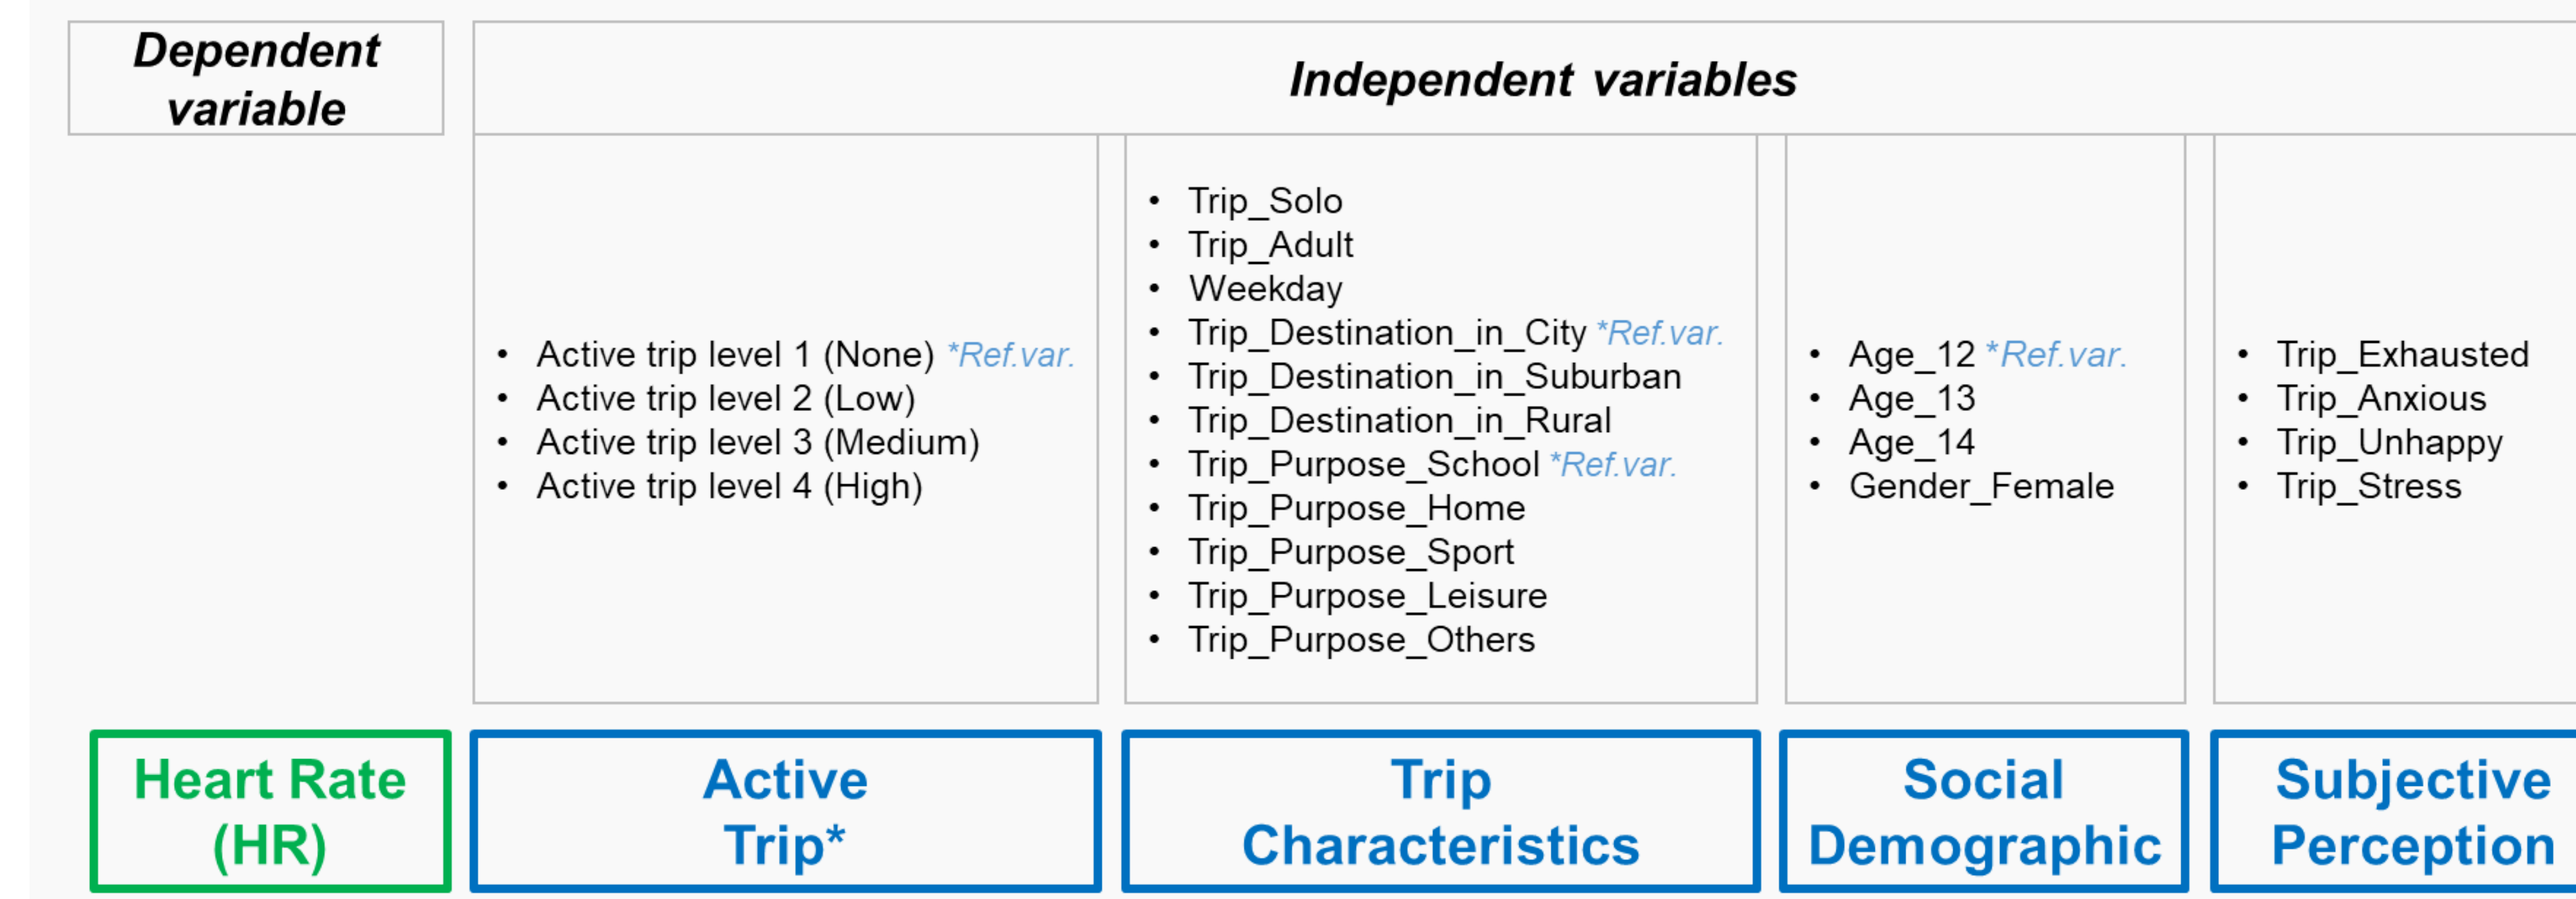 Dependent
variable
Independent variables
• Active trip level 1 (None) *Ref.var.
• Active trip level 2 (Low)
• Active trip level 3 (Medium)
• Active trip level 4 (High)
• Trip_Solo
• Trip_Adult
• Weekday
• Trip_Destination_in_City *Ref.var.
• Trip_Destination_in_Suburban
• Trip_Destination_in_Rural
• Trip_Purpose_School *Ref.var.
• Trip_Purpose_Home
• Trip_Purpose_Sport
• Trip_Purpose_Leisure
• Trip_Purpose_Others
• Age_12 *Ref.var.
• Age_13
• Age_14
• Gender_Female
• Trip_Exhausted
• Trip_Anxious
• Trip_Unhappy
• Trip_Stress
Heart Rate
(HR)
Active
Trip*
Trip
Characteristics
Social
Demographic
Subjective
Perception